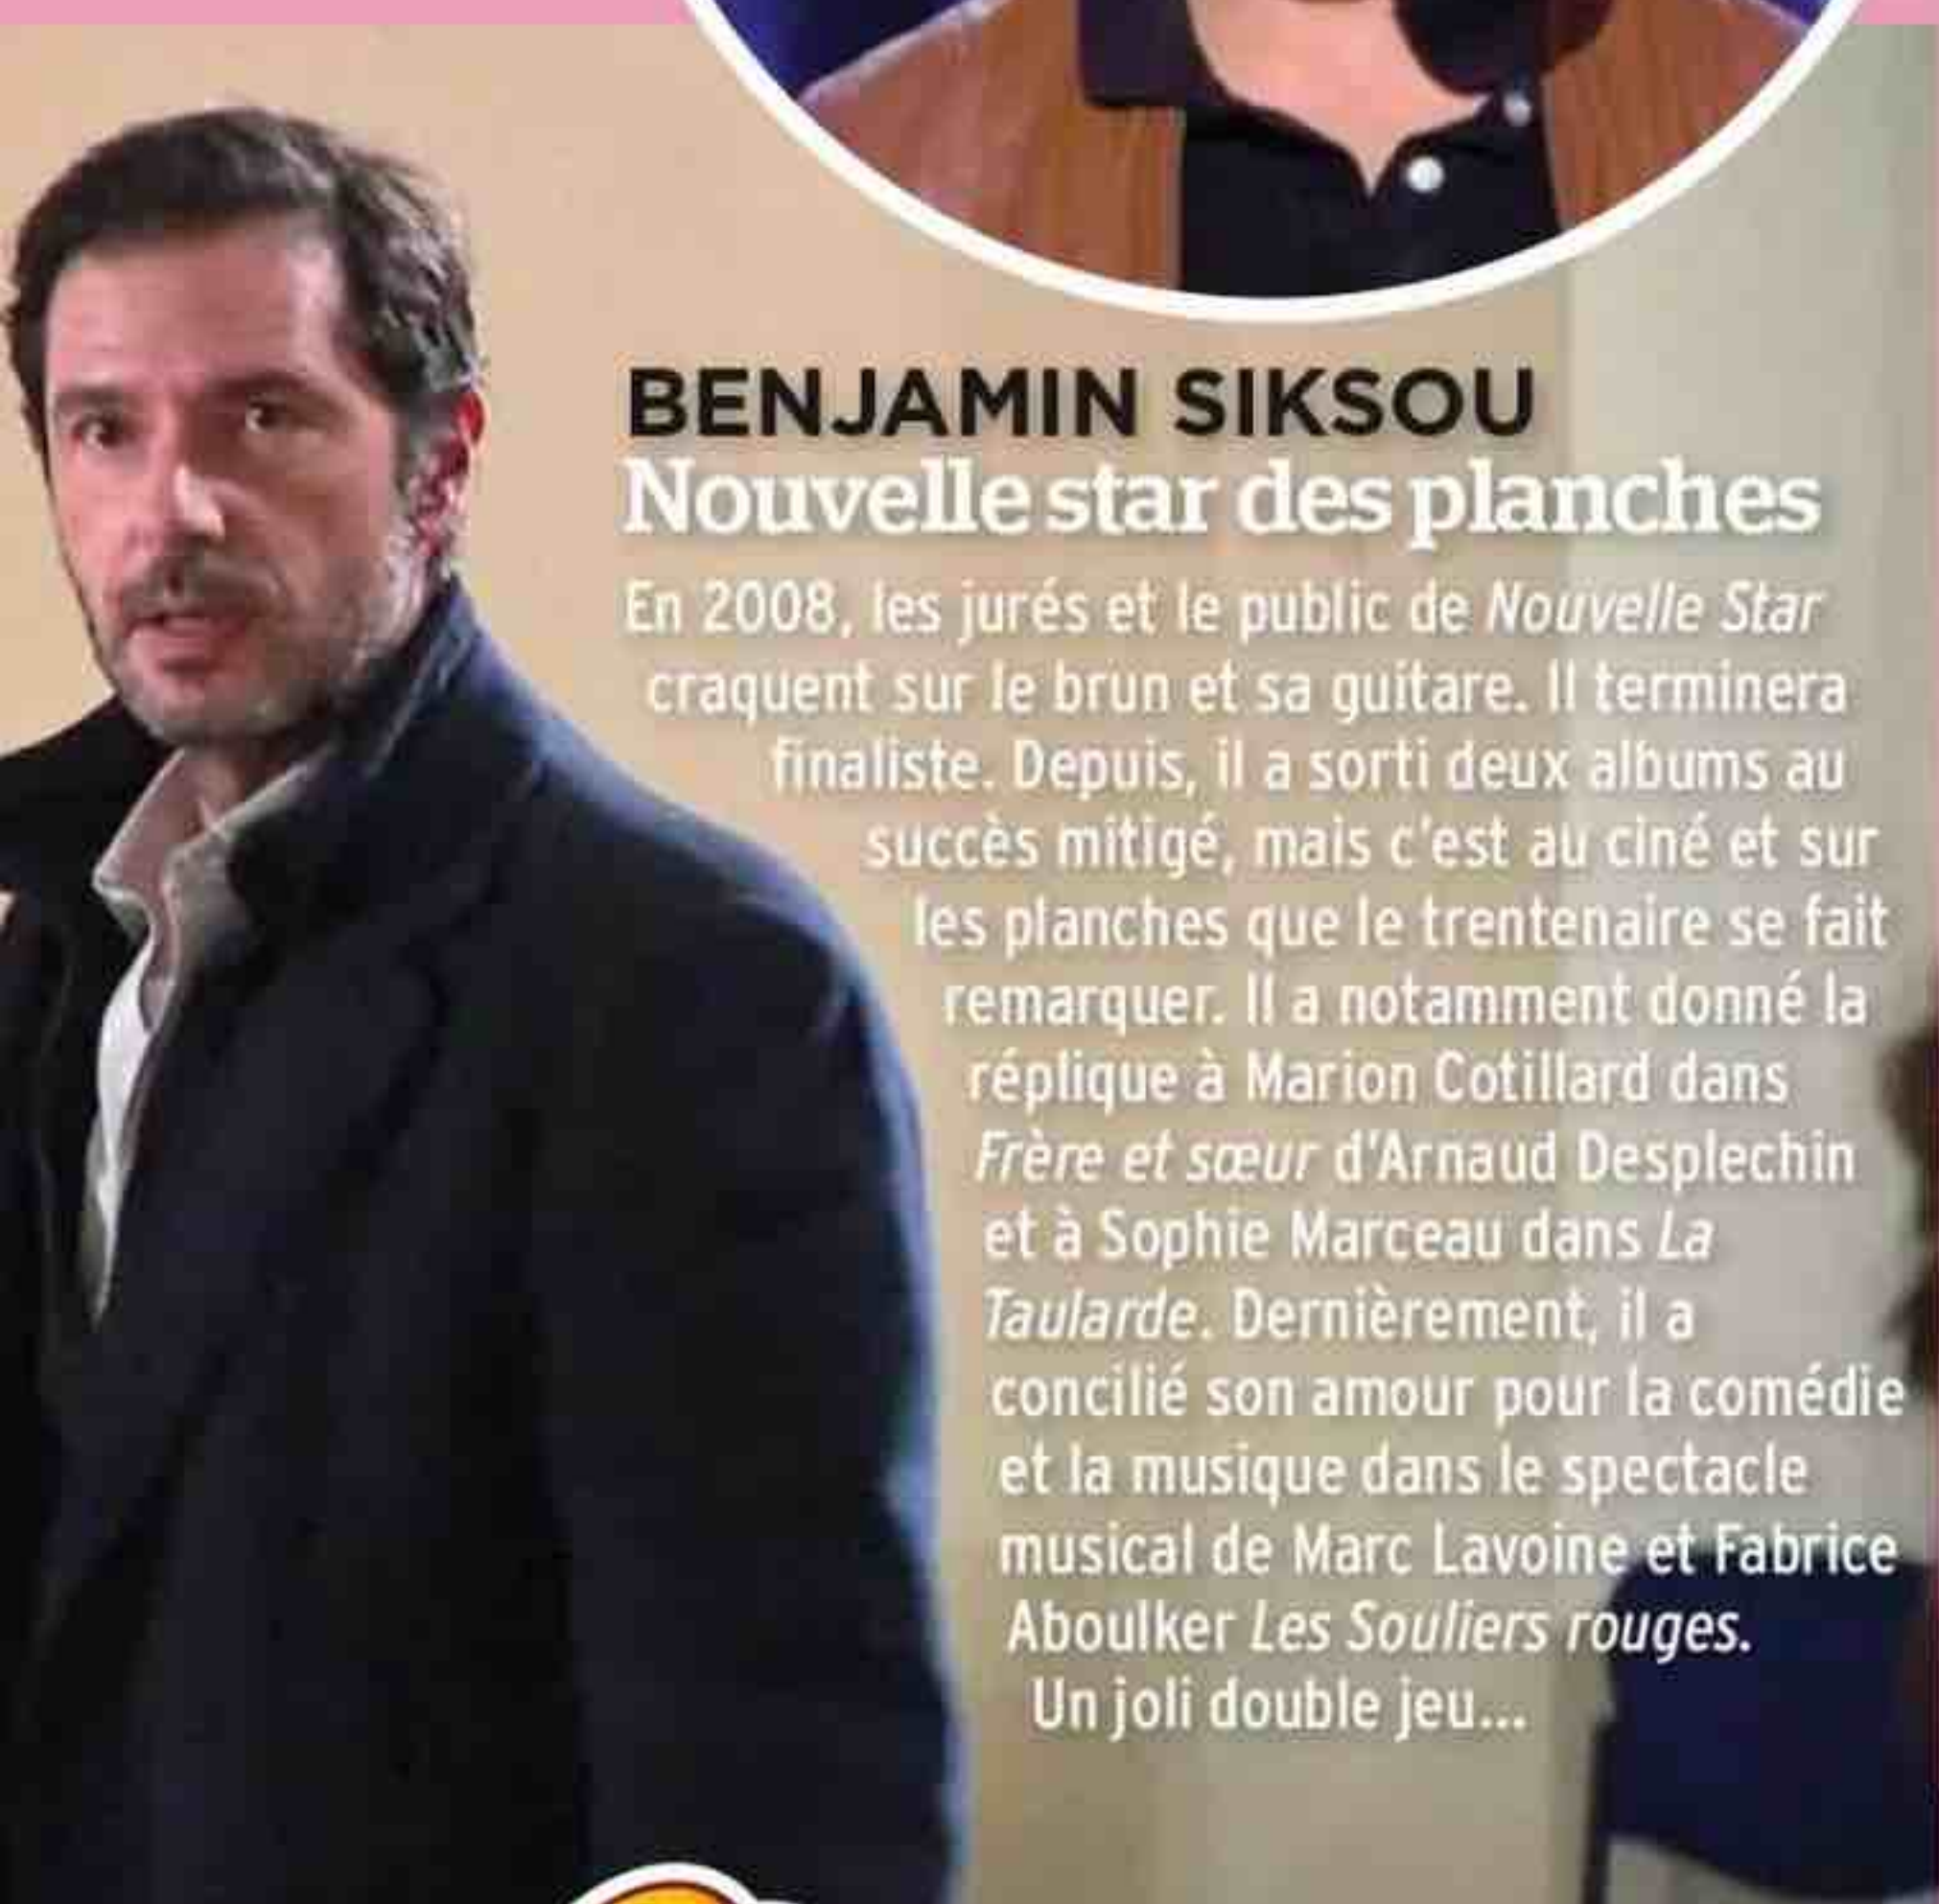 BENJAMIN SIKSOU
Nouvelle star des planches
En 2008, les jurés et le public de Nouvelle Star
craquent sur le brun et sa guitare. Il terminera
finaliste. Depuis, il a sorti deux albums au
succès mitigé, mais c'est au ciné et sur
les planches que le trentenaire se fait
remarquer. Il a notamment donné la
réplique à Marion Cotillard dans
Frère et sœur d'Arnaud Desplechin
et à Sophie Marceau dans La
Taularde. Dernièrement, il a
concilié son amour pour la comédie
et la musique dans le spectacle
musical de Marc Lavoine et Fabrice
Aboulker Les Souliers rouges.
Un joli double jeu...